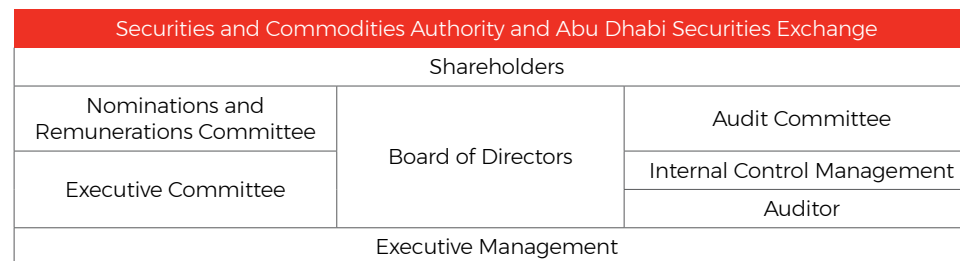 Securities and Commodities Authority and Abu Dhabi Securities Exchange
Shareholders
Nominations and
Remunerations Committee
Executive Committee
Board of Directors
Audit Committee
Internal Control Management
Auditor
Executive Management